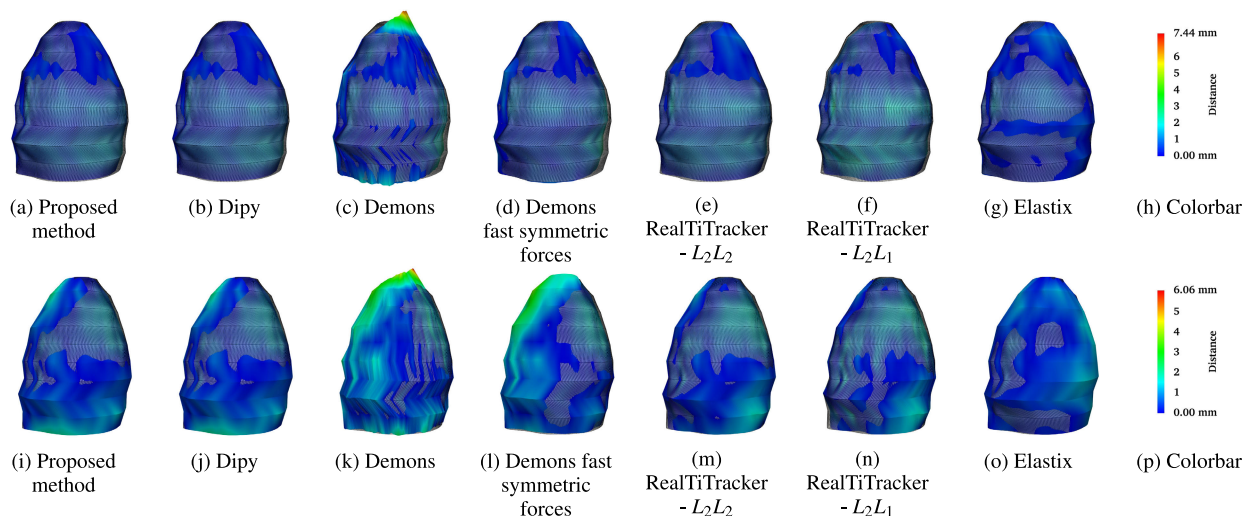 7.44 mm
6
5
4
3
2
1
0.00 mm
Distance
(a) Proposed
method
(b) Dipy
(c) Demons
(d) Demons
fast symmetric
forces
(e)
RealTiTracker
- L₂L₂
(f)
RealTiTracker
- L₂L₁
(g) Elastix
(h) Colorbar
6.06 mm
5
4
3
2
1
0.00 mm
Distance
(i) Proposed
method
(j) Dipy
(k) Demons
(l) Demons fast
symmetric
forces
(m)
RealTiTracker
- L₂L₂
(n)
RealTiTracker
- L₂L₁
(o) Elastix
(p) Colorbar